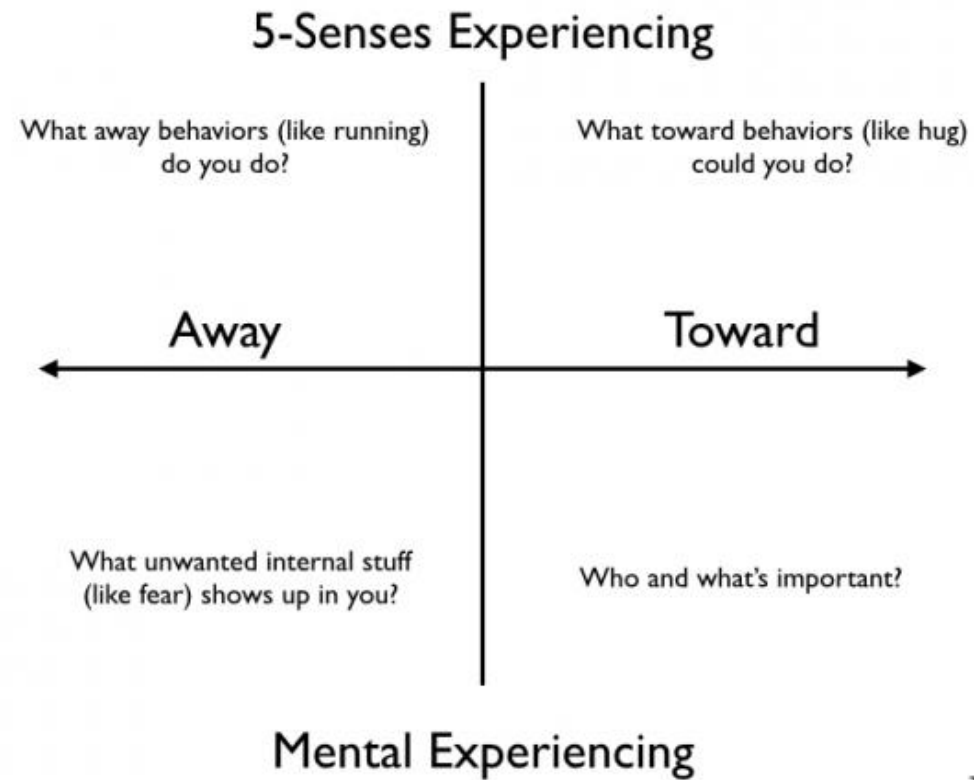 5-Senses Experiencing
What away behaviors (like running)
do you do?
What toward behaviors (like hug)
could you do?
Away
Toward
What unwanted internal stuff
(like fear) shows up in you?
Who and what's important?
Mental Experiencing